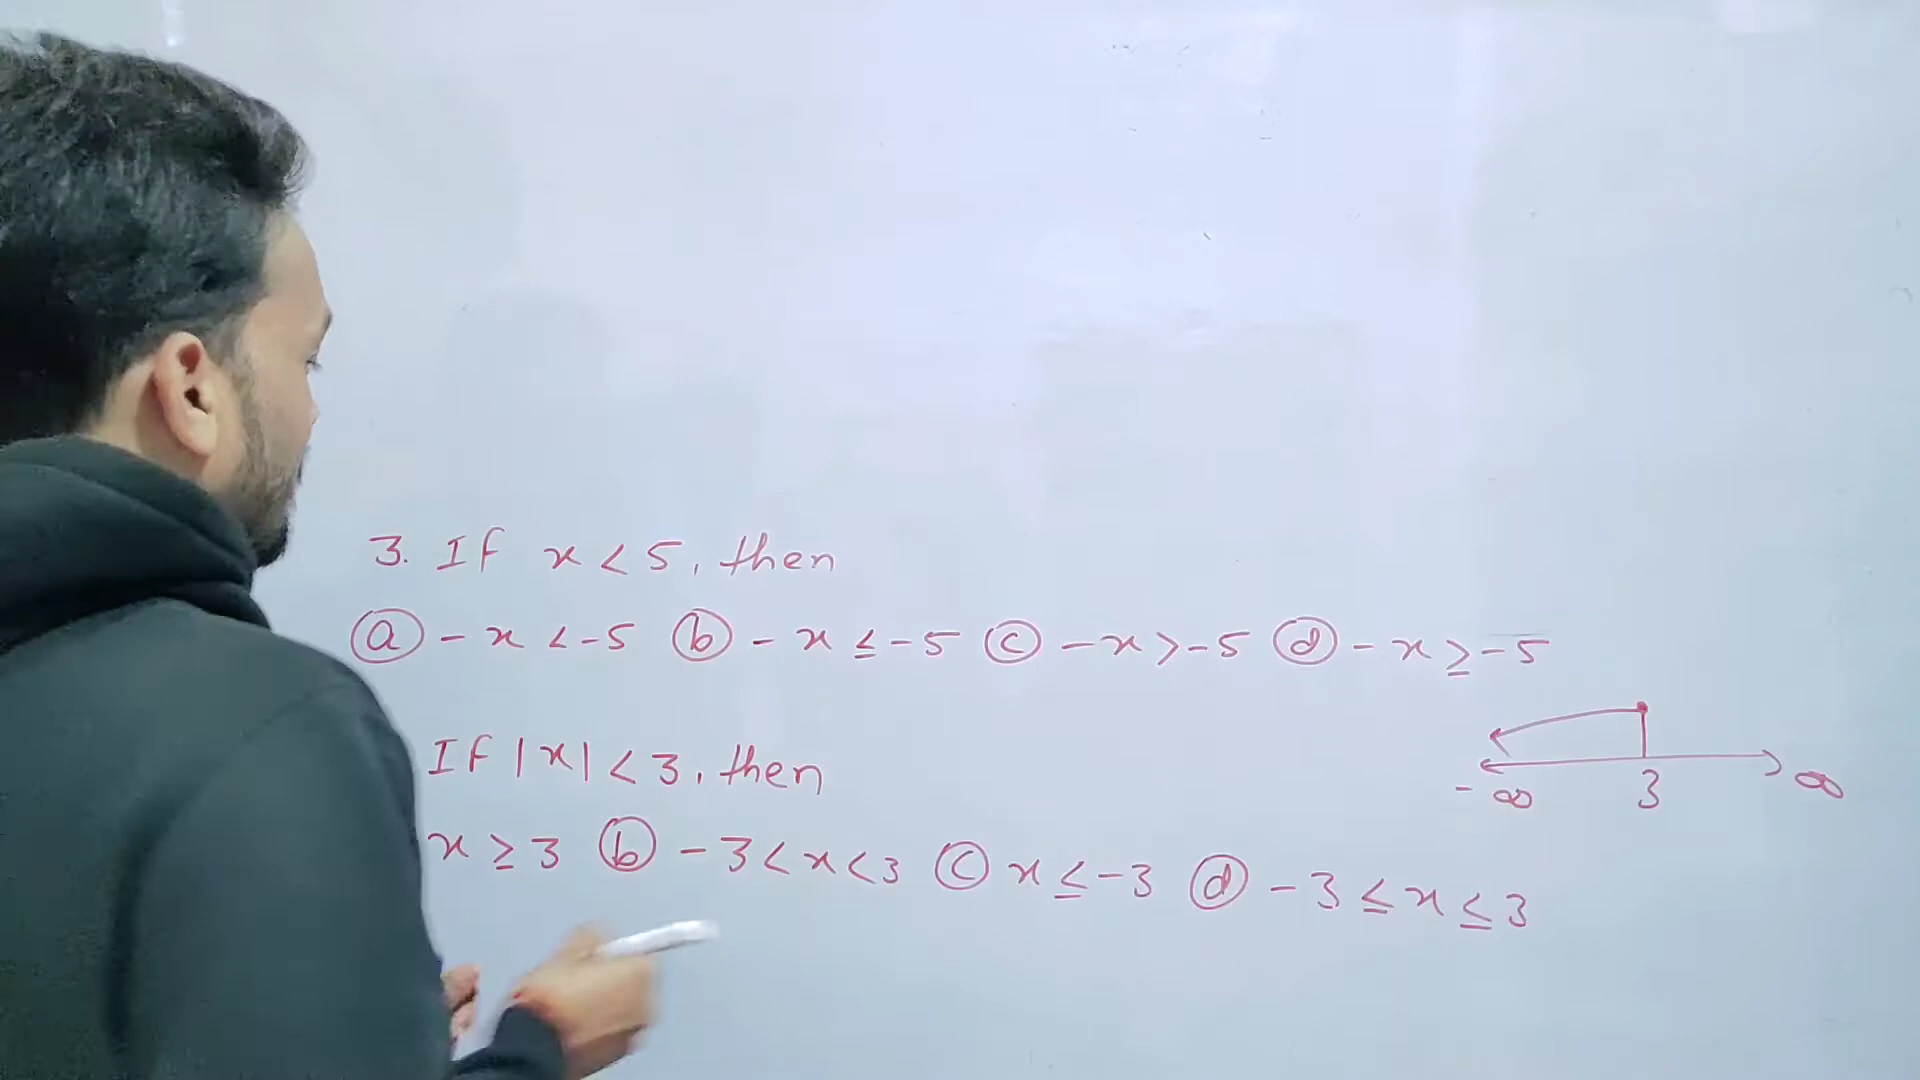 3. If x < 5, then
(a) -x < -5 (b) -x ≤ -5 (c) -x > -5 (d) -x ≥ -5
If |x| < 3, then
x ≥ 3 (b) -3 < x < 3 (c) x ≤ -3 (d) -3 ≤ x ≤ 3
-∞ 3 ∞